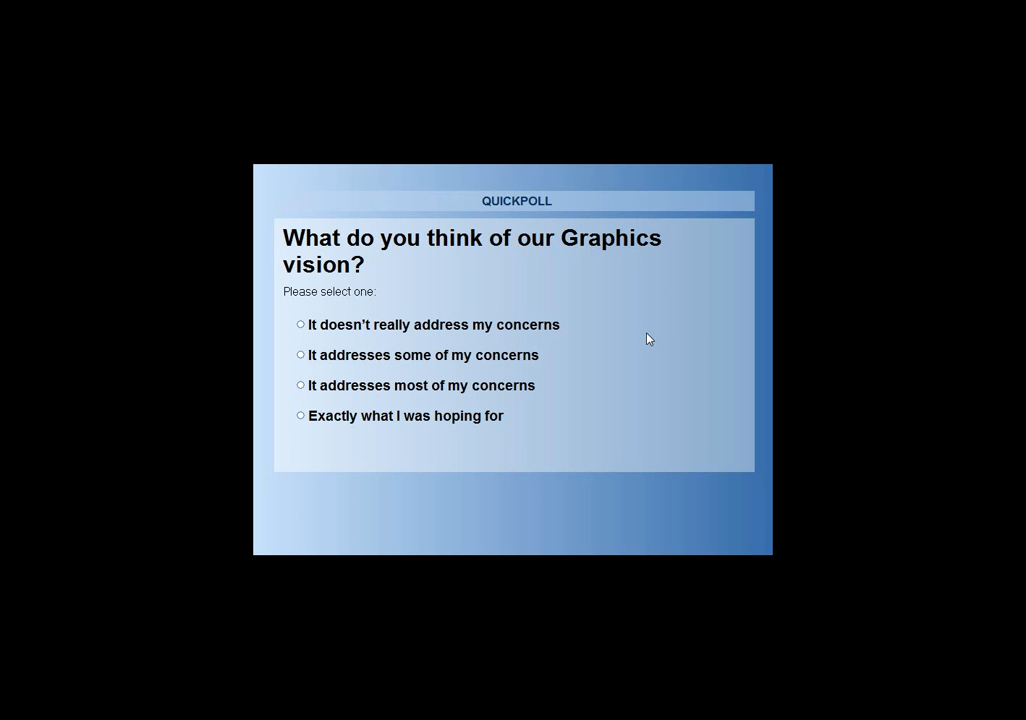 QUICKPOLL
What do you think of our Graphics
vision?
Please select one:
It doesn't really address my concerns
It addresses some of my concerns
It addresses most of my concerns
Exactly what I was hoping for